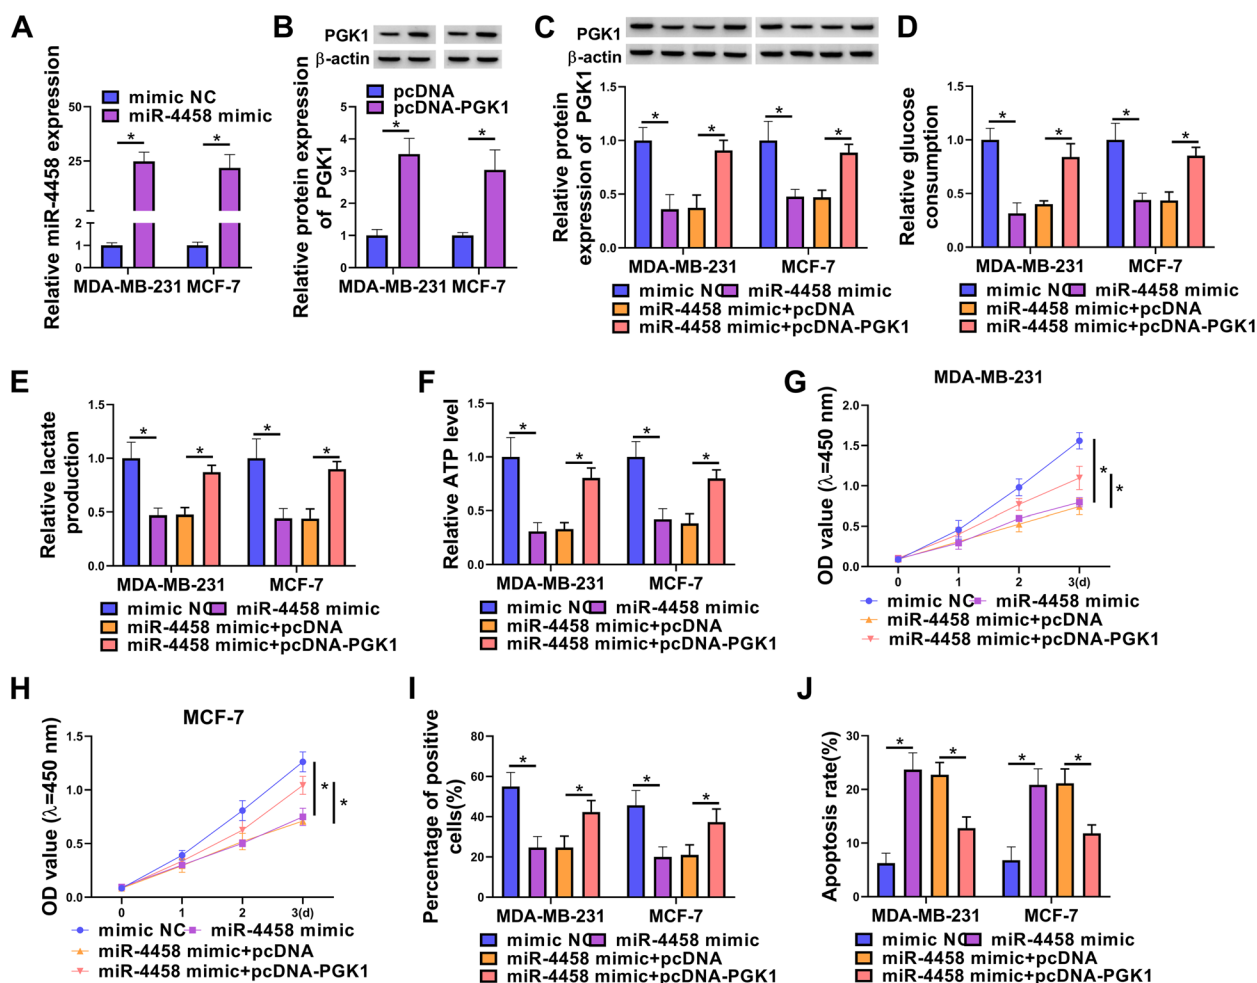 A
Relative miR-4458 expression
mimic NC
miR-4458 mimic
50
25
2
1
0
*
*
MDA-MB-231 MCF-7
B
PGK1
β-actin
Relative protein expression
of PGK1
pcDNA
pcDNA-PGK1
5
4
3
2
1
0
*
*
MDA-MB-231 MCF-7
C
PGK1
β-actin
Relative protein
expression of PGK1
1.5
1.0
0.5
0.0
*
*
*
*
MDA-MB-231
MCF-7
mimic NC
miR-4458 mimic
miR-4458 mimic+pcDNA
miR-4458 mimic+pcDNA-PGK1
D
Relative glucose
consumption
1.5
1.0
0.5
0.0
*
*
*
*
MDA-MB-231
MCF-7
mimic NC
miR-4458 mimic
miR-4458 mimic+pcDNA
miR-4458 mimic+pcDNA-PGK1
E
Relative lactate
production
1.5
1.0
0.5
0.0
*
*
*
*
MDA-MB-231
MCF-7
mimic NC
miR-4458 mimic
miR-4458 mimic+pcDNA
miR-4458 mimic+pcDNA-PGK1
F
Relative ATP level
1.5
1.0
0.5
0.0
*
*
*
*
MDA-MB-231
MCF-7
mimic NC
miR-4458 mimic
miR-4458 mimic+pcDNA
miR-4458 mimic+pcDNA-PGK1
G
MDA-MB-231
OD value (λ=450 nm)
2.0
1.5
1.0
0.5
0.0
*
*
0 1 2 3(d)
mimic NC
miR-4458 mimic
miR-4458 mimic+pcDNA
miR-4458 mimic+pcDNA-PGK1
H
MCF-7
OD value (λ=450 nm)
1.5
1.0
0.5
0.0
*
*
0 1 2 3(d)
mimic NC
miR-4458 mimic
miR-4458 mimic+pcDNA
miR-4458 mimic+pcDNA-PGK1
I
Percentage of positive
cells(%)
80
60
40
20
0
*
*
*
*
MDA-MB-231
MCF-7
mimic NC
miR-4458 mimic
miR-4458 mimic+pcDNA
miR-4458 mimic+pcDNA-PGK1
J
Apoptosis rate(%)
30
20
10
0
*
*
*
*
MDA-MB-231
MCF-7
mimic NC
miR-4458 mimic
miR-4458 mimic+pcDNA
miR-4458 mimic+pcDNA-PGK1